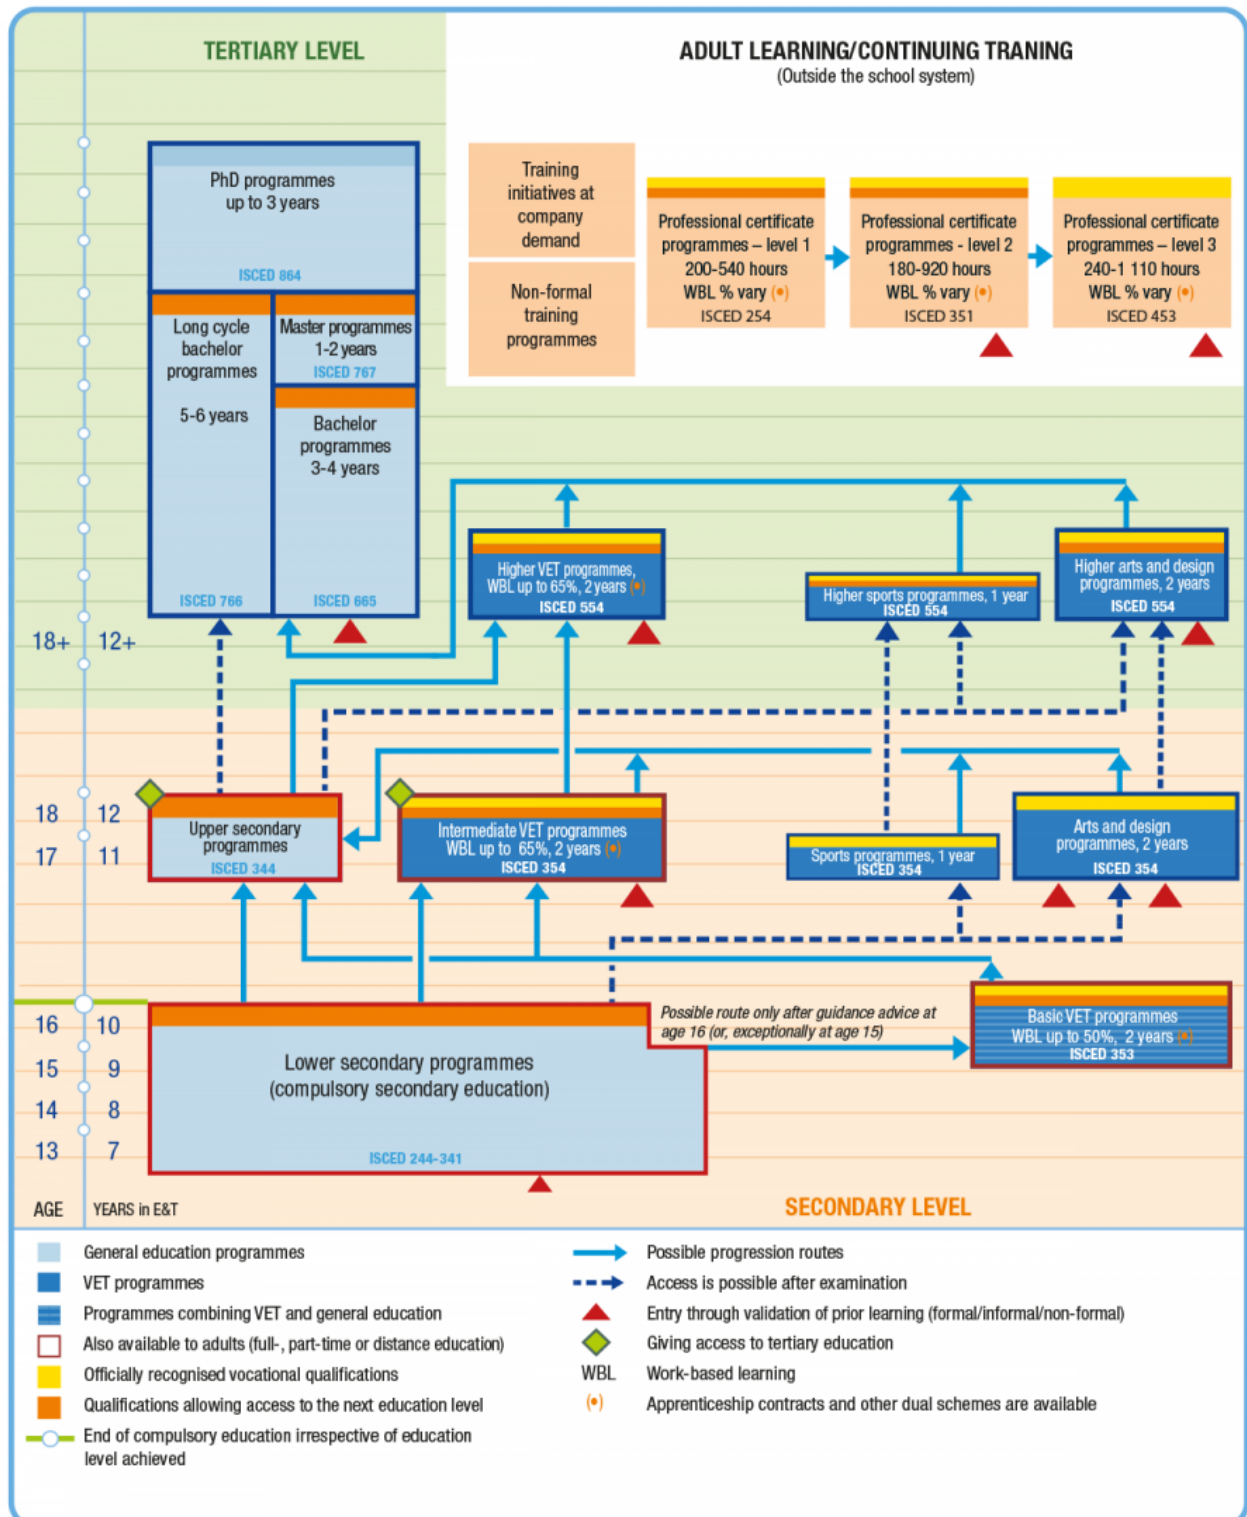 TERTIARY LEVEL
ADULT LEARNING/CONTINUING TRANING
(Outside the school system)
PhD programmes
up to 3 years
ISCED 864
Long cycle
bachelor
programmes
5-6 years
ISCED 766
Master programmes
1-2 years
ISCED 767
Bachelor
programmes
3-4 years
ISCED 665
Training
initiatives at
company
demand
Non-formal
training
programmes
Professional certificate
programmes – level 1
200-540 hours
WBL % vary (•)
ISCED 254
Professional certificate
programmes - level 2
180-920 hours
WBL % vary (•)
ISCED 351
Professional certificate
programmes – level 3
240-1 110 hours
WBL % vary (•)
ISCED 453
Higher VET programmes,
WBL up to 65%, 2 years (•)
ISCED 554
Higher sports programmes, 1 year
ISCED 554
Higher arts and design
programmes, 2 years
ISCED 554
18+ 12+
18 12
17 11
Upper secondary
programmes
ISCED 344
Intermediate VET programmes
WBL up to 65%, 2 years (•)
ISCED 354
Sports programmes, 1 year
ISCED 354
Arts and design
programmes, 2 years
ISCED 354
16 10
15 9
14 8
13 7
Lower secondary programmes
(compulsory secondary education)
ISCED 244-341
Possible route only after guidance advice at
age 16 (or, exceptionally at age 15)
Basic VET programmes
WBL up to 50%, 2 years (•)
ISCED 353
AGE YEARS in E&T
SECONDARY LEVEL
General education programmes
VET programmes
Programmes combining VET and general education
Also available to adults (full-, part-time or distance education)
Officially recognised vocational qualifications
Qualifications allowing access to the next education level
End of compulsory education irrespective of education
level achieved
Possible progression routes
Access is possible after examination
Entry through validation of prior learning (formal/informal/non-formal)
Giving access to tertiary education
WBL Work-based learning
(•) Apprenticeship contracts and other dual schemes are available